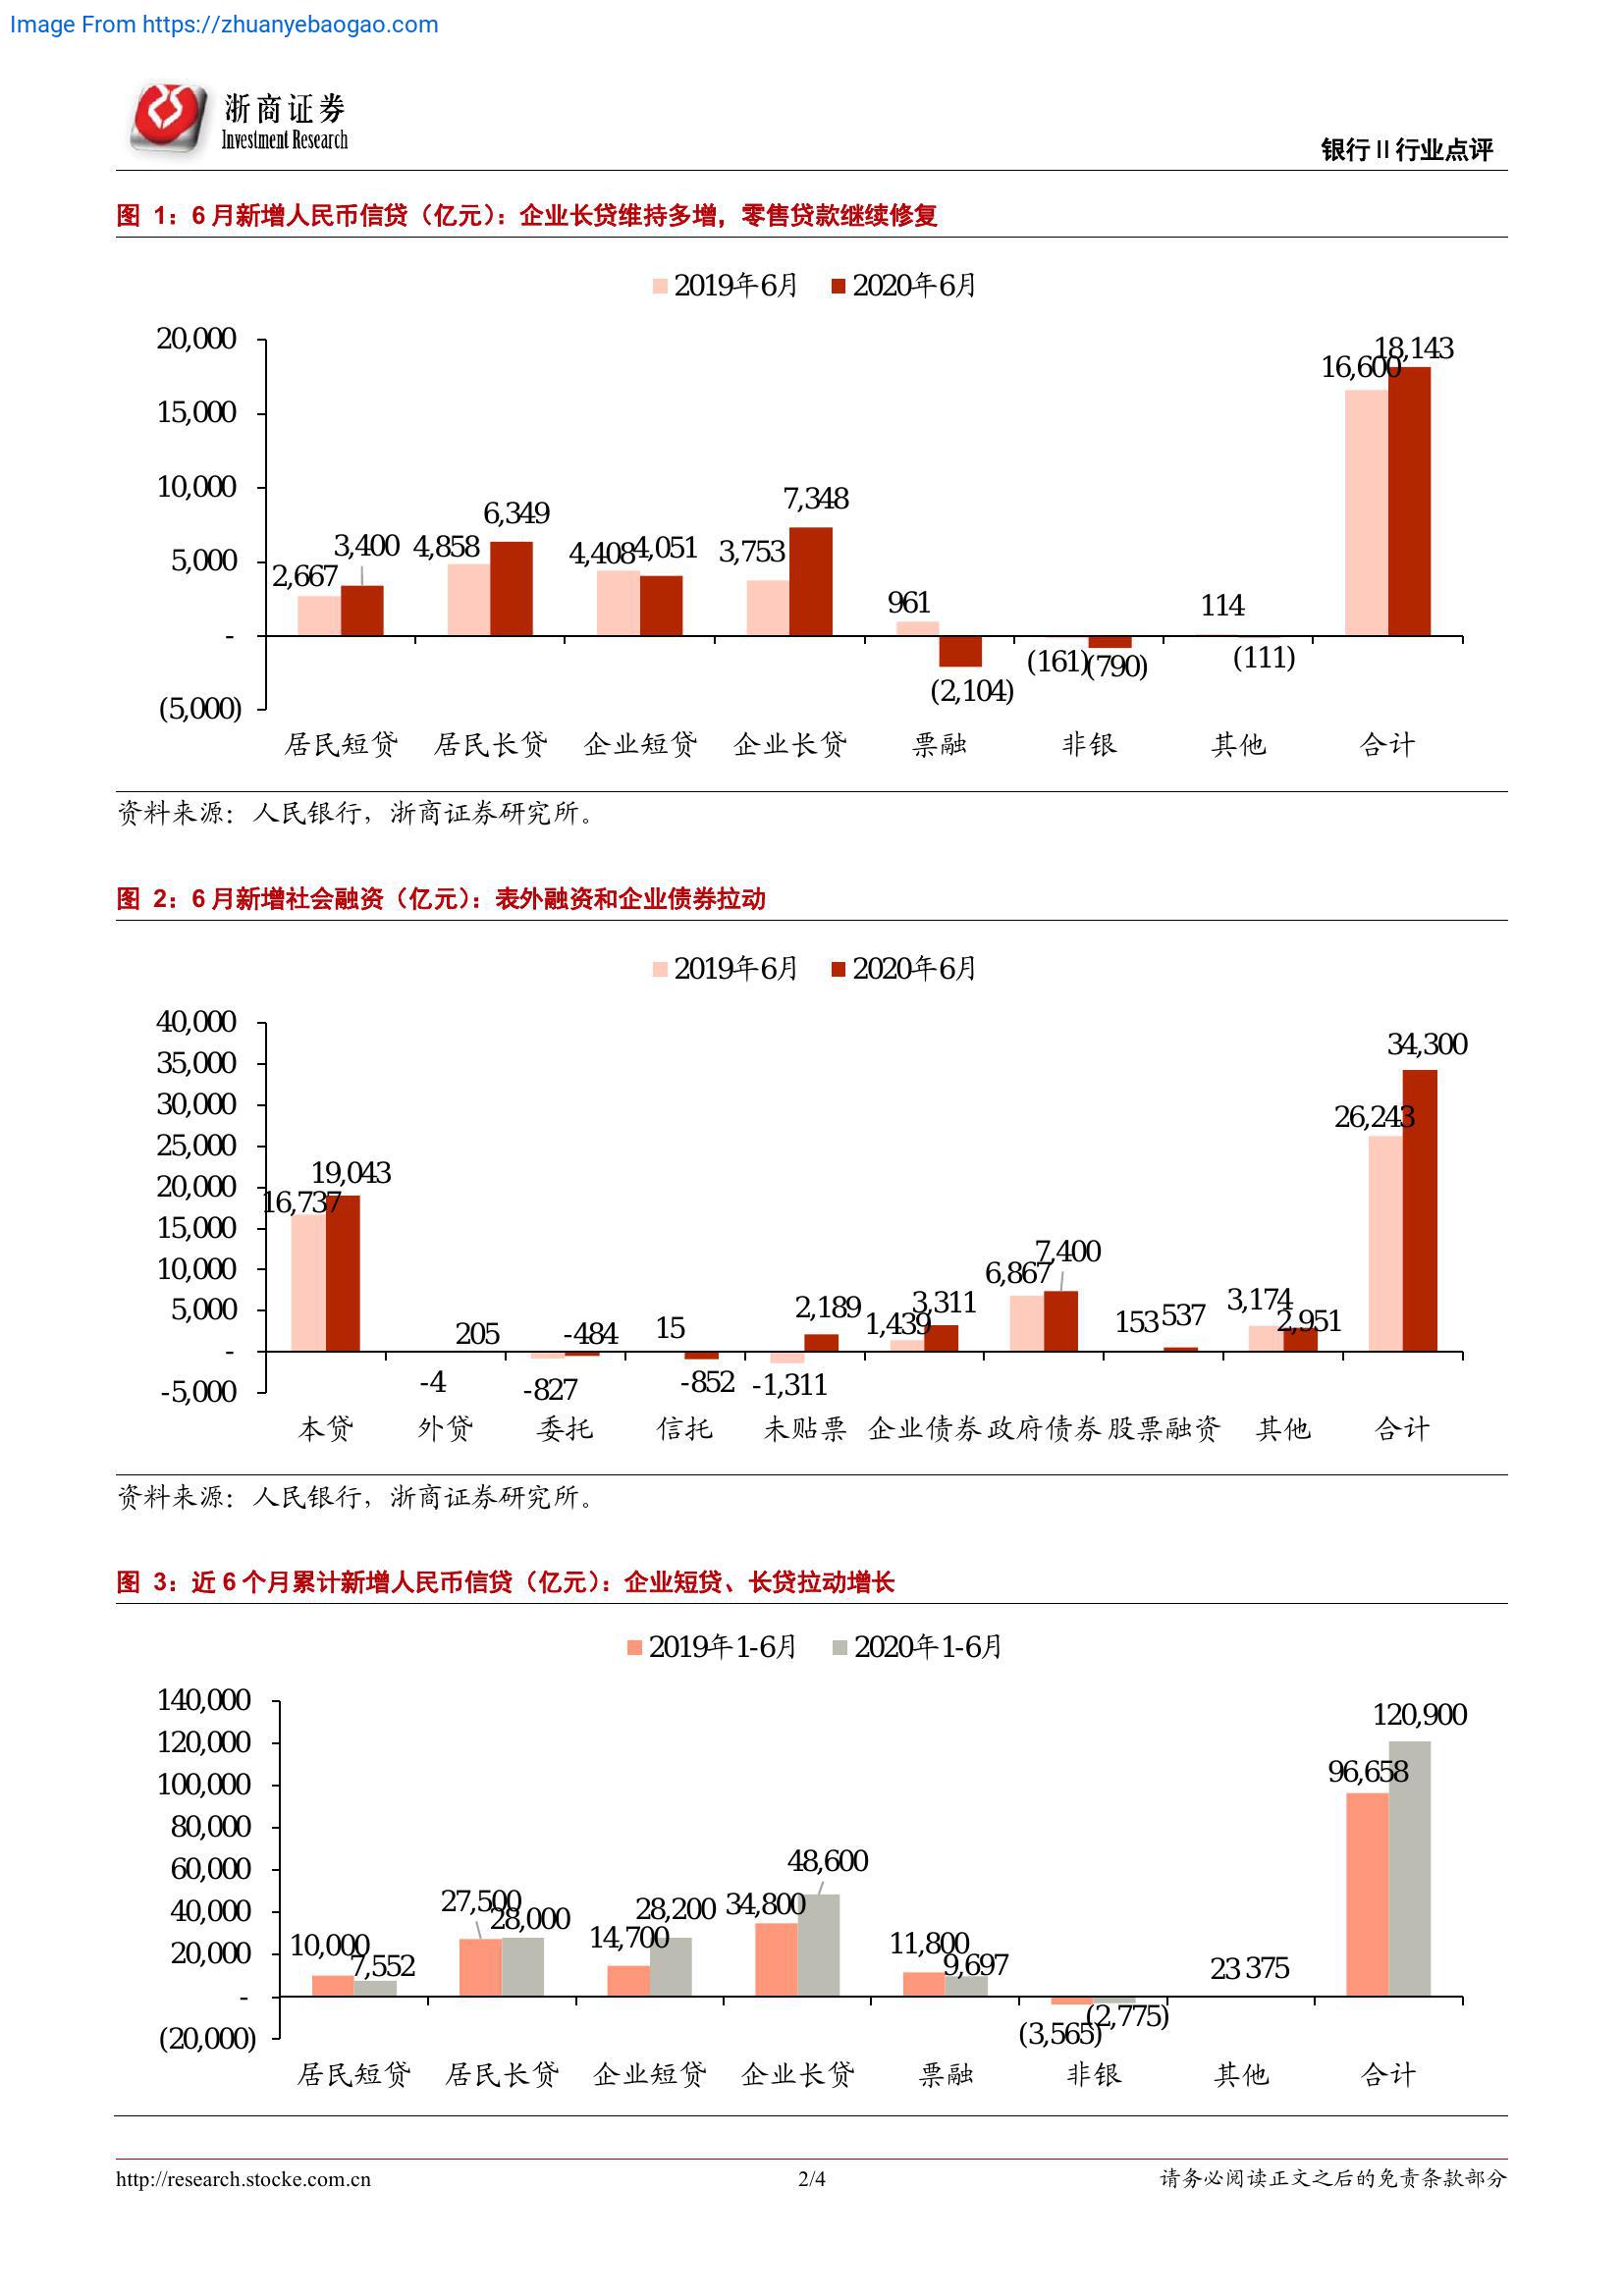 Image From https://zhuanyebaogao.com
浙商证券
Investment Research
银行 II 行业点评
图 1：6 月新增人民币信贷（亿元）：企业长贷维持多增，零售贷款继续修复
2019年6月 2020年6月
20,000
15,000
10,000
5,000
-
(5,000)
2,667 3,400 4,858 6,349 4,408 4,051 3,753 7,348 961 (2,104) (161) (790) 114 (111) 16,600 18,143
居民短贷 居民长贷 企业短贷 企业长贷 票融 非银 其他 合计
资料来源：人民银行，浙商证券研究所。
图 2：6 月新增社会融资（亿元）：表外融资和企业债券拉动
2019年6月 2020年6月
40,000
35,000
30,000
25,000
20,000
15,000
10,000
5,000
-
-5,000
16,737 19,043 -4 205 -827 -484 15 -852 -1,311 2,189 1,439 3,311 6,867 7,400 153 537 3,174 2,951 26,243 34,300
本贷 外贷 委托 信托 未贴票 企业债券 政府债券 股票融资 其他 合计
资料来源：人民银行，浙商证券研究所。
图 3：近 6 个月累计新增人民币信贷（亿元）：企业短贷、长贷拉动增长
2019年1-6月 2020年1-6月
140,000
120,000
100,000
80,000
60,000
40,000
20,000
-
(20,000)
10,000 7,552 27,500 28,000 14,700 28,200 34,800 48,600 11,800 9,697 (3,565) (2,775) 23 375 96,658 120,900
居民短贷 居民长贷 企业短贷 企业长贷 票融 非银 其他 合计
http://research.stocke.com.cn 2/4 请务必阅读正文之后的免责条款部分